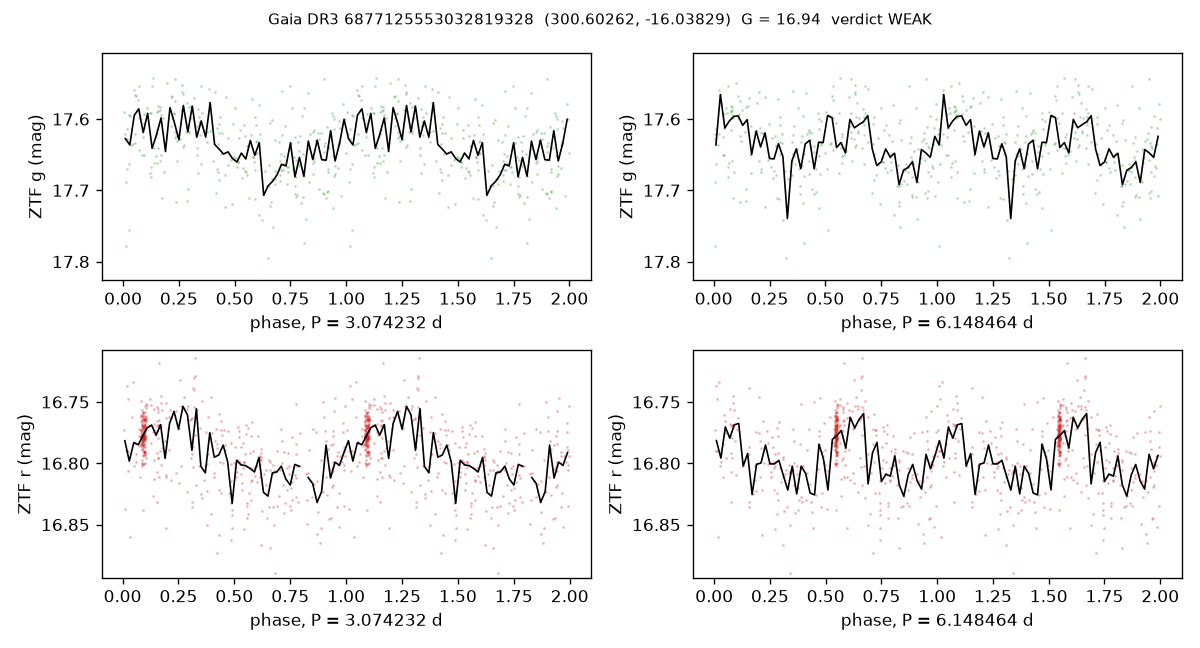 Gaia DR3 6877125553032819328 (300.60262, -16.03829) G = 16.94 verdict WEAK
ZTF g (mag)
17.6
17.7
17.8
0.00 0.25 0.50 0.75 1.00 1.25 1.50 1.75 2.00
phase, P = 3.074232 d
ZTF g (mag)
17.6
17.7
17.8
0.00 0.25 0.50 0.75 1.00 1.25 1.50 1.75 2.00
phase, P = 6.148464 d
ZTF r (mag)
16.75
16.80
16.85
0.00 0.25 0.50 0.75 1.00 1.25 1.50 1.75 2.00
phase, P = 3.074232 d
ZTF r (mag)
16.75
16.80
16.85
0.00 0.25 0.50 0.75 1.00 1.25 1.50 1.75 2.00
phase, P = 6.148464 d